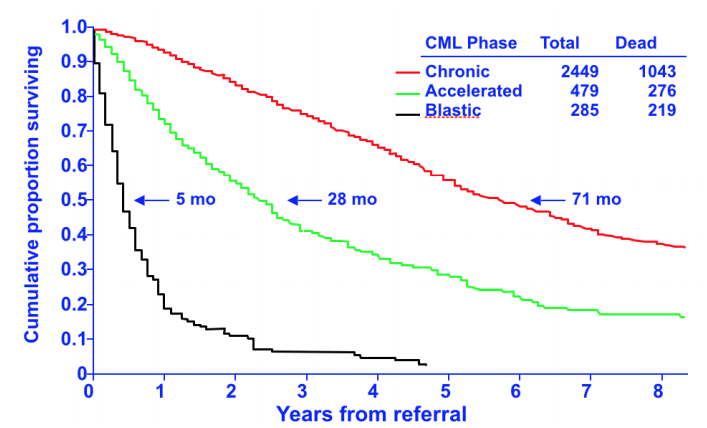 Cumulative proportion surviving
1.0
0.9
0.8
0.7
0.6
0.5
0.4
0.3
0.2
0.1
0
CML Phase Total Dead
Chronic 2449 1043
Accelerated 479 276
Blastic 285 219
5 mo
28 mo
71 mo
0 1 2 3 4 5 6 7 8
Years from referral